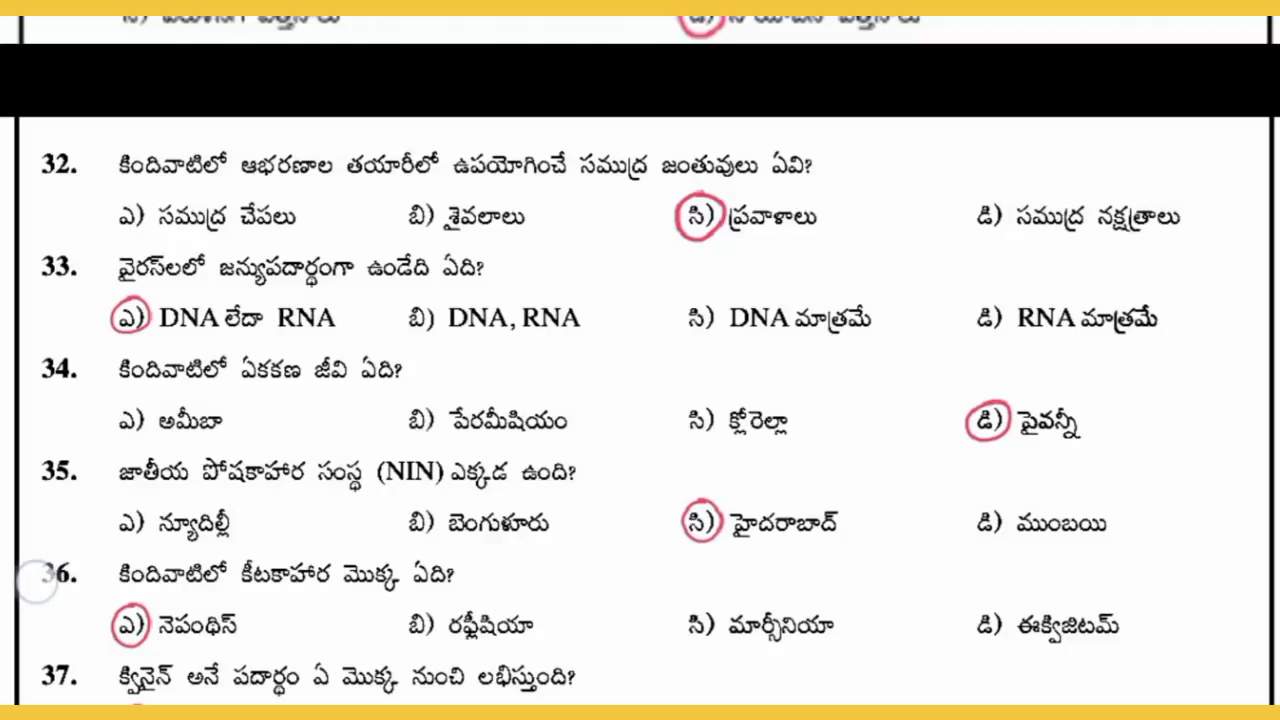 32. కిందివాటిలో ఆభరణాల తయారీలో ఉపయోగించే సముద్ర జంతువులు ఏవి?
ఎ) సముద్ర చేపలు బి) శైవలాలు సి) ప్రవాళాలు డి) సముద్ర నక్షత్రాలు
33. వైరస్‌లలో జన్యుపదార్థంగా ఉండేది ఏది?
ఎ) DNA లేదా RNA బి) DNA, RNA సి) DNA మాత్రమే డి) RNA మాత్రమే
34. కిందివాటిలో ఏకకణ జీవి ఏది?
ఎ) అమీబా బి) పేరమీషియం సి) క్లోరెల్లా డి) పైవన్నీ
35. జాతీయ పోషకాహార సంస్థ (NIN) ఎక్కడ ఉంది?
ఎ) న్యూదిల్లీ బి) బెంగుళూరు సి) హైదరాబాద్ డి) ముంబయి
36. కిందివాటిలో కీటకాహార మొక్క ఏది?
ఎ) నెపంథిస్ బి) రఫ్లీషియా సి) మార్సీనియా డి) ఈక్విజిటమ్
37. క్వినైన్ అనే పదార్థం ఏ మొక్క నుంచి లభిస్తుంది?